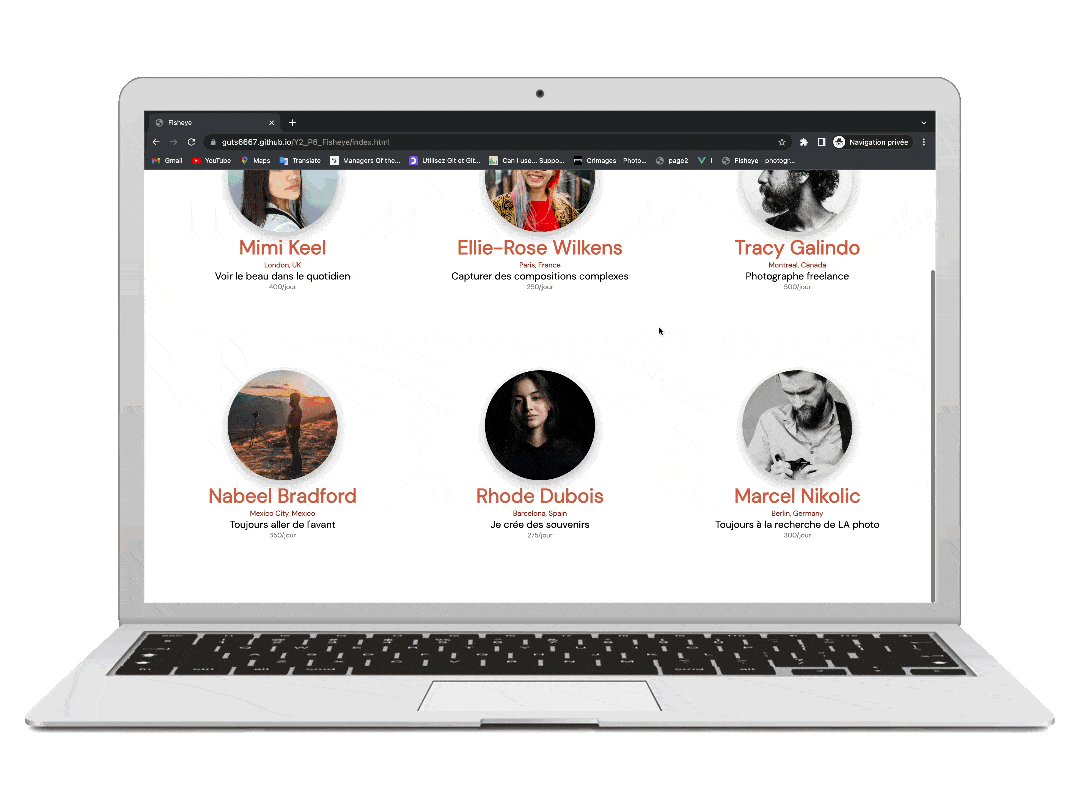 Fisheye
guts6667.github.io/Y2_P6_Fisheye/index.html
Navigation privée
Gmail YouTube Maps Translate Managers Of the... Utilisez Git et Git... Can I use... Suppo... Orimages Photo... page2 Fisheye photogr...
Mimi Keel Ellie-Rose Wilkens Tracy Galindo
London, UK Paris, France Montreal, Canada
Voir le beau dans le quotidien Capturer des compositions complexes Photographe freelance
400/jour 250/jour 500/jour
Nabeel Bradford Rhode Dubois Marcel Nikolic
Mexico City, Mexico Barcelona, Spain Berlin, Germany
Toujours aller de l'avant Je crée des souvenirs Toujours à la recherche de LA photo
350/jour 275/jour 300/jour